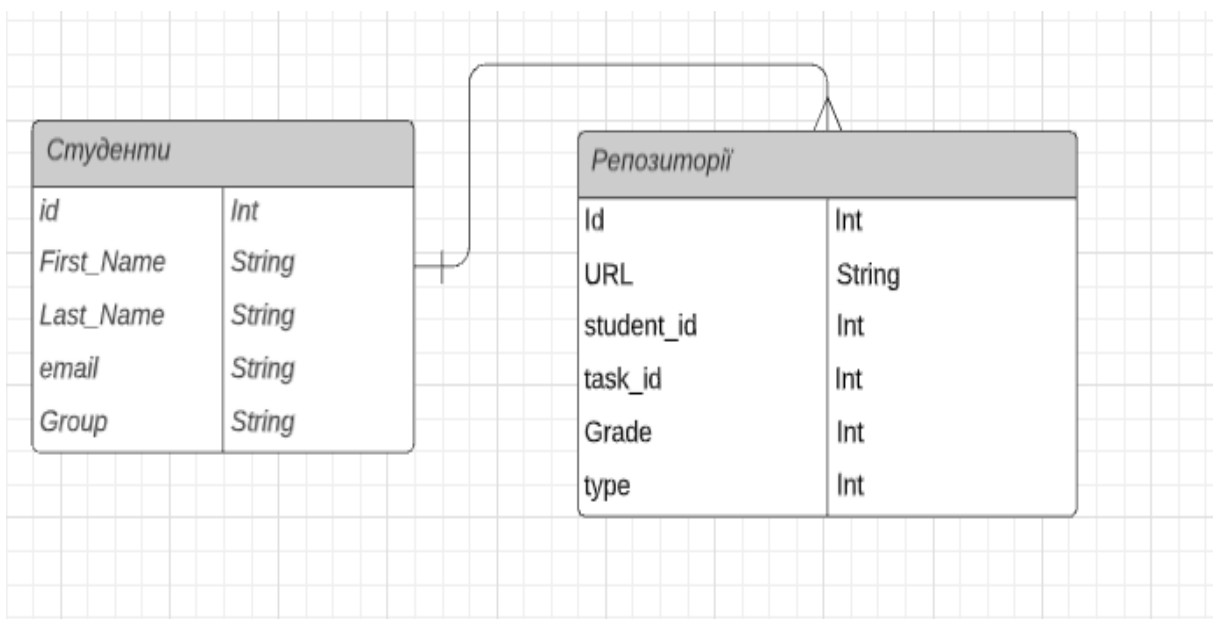 Студенти
id Int
First_Name String
Last_Name String
email String
Group String
Репозиторії
Id Int
URL String
student_id Int
task_id Int
Grade Int
type Int